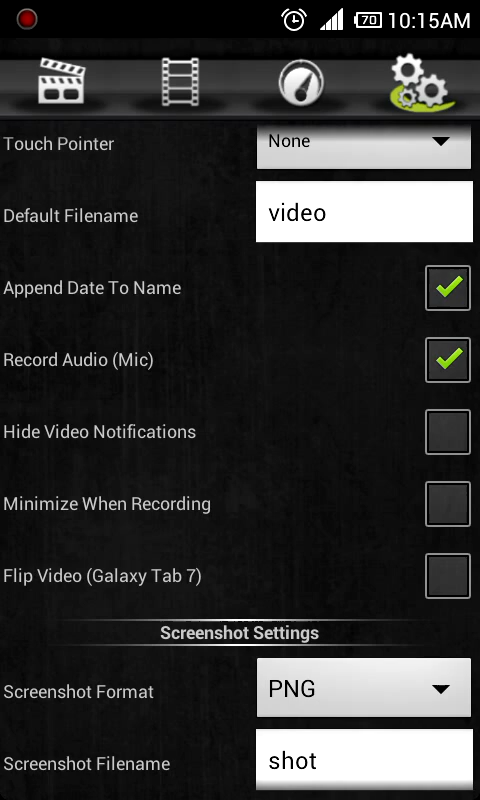 70 10:15AM
Touch Pointer None
Default Filename video
Append Date To Name
Record Audio (Mic)
Hide Video Notifications
Minimize When Recording
Flip Video (Galaxy Tab 7)
Screenshot Settings
Screenshot Format PNG
Screenshot Filename shot